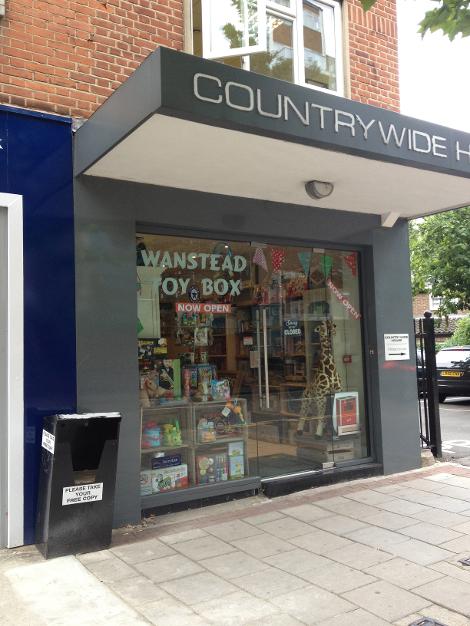 COUNTRYWIDE H
WANSTEAD
TOY BOX
NOW OPEN
NOW OPEN
CLOSED
PLEASE TAKE
YOUR
FREE COPY